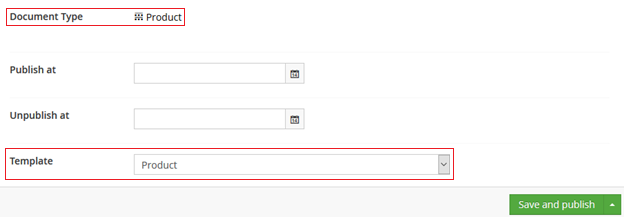 Document Type Product
Publish at
Unpublish at
Template Product
Save and publish